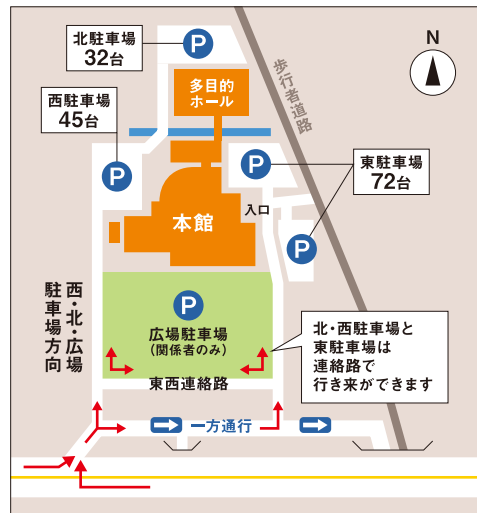 北駐車場
32台
P
N
多目的
ホール
歩行者道路
西駐車場
45台
P
P
東駐車場
72台
入口
本館
P
P
広場駐車場
(関係者のみ)
西・北・広場
駐車場方向
北・西駐車場と
東駐車場は
連絡路で
行き来ができます
東西連絡路
一方通行